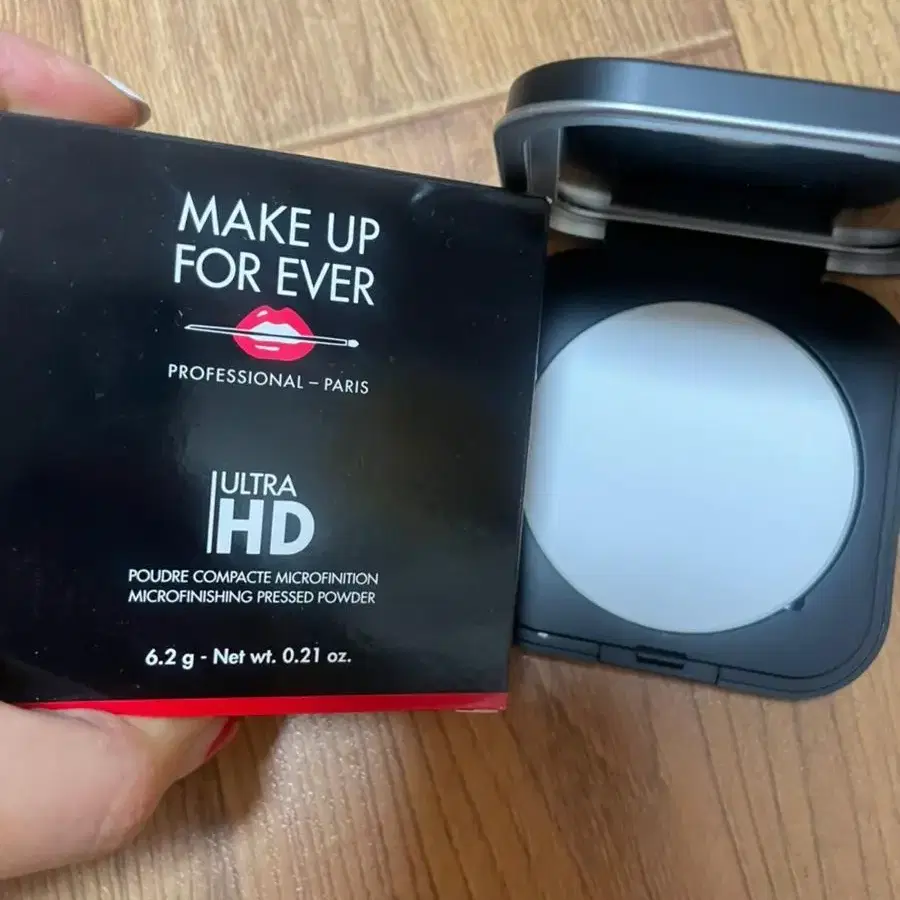 MAKE UP
FOR EVER
PROFESSIONAL – PARIS
ULTRA
HD
POUDRE COMPACTE MICROFINITION
MICROFINISHING PRESSED POWDER
6.2 g - Net wt. 0.21 oz.